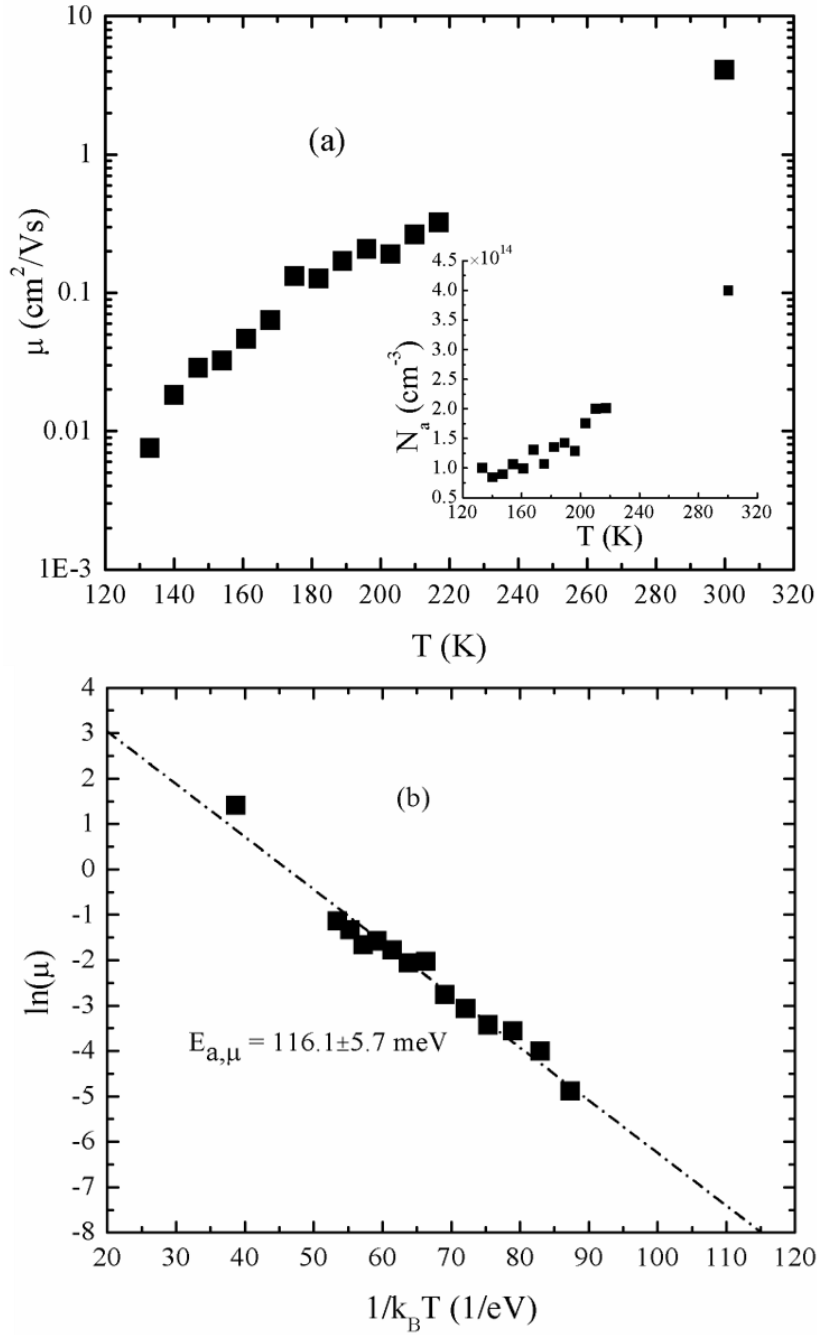 10
1
0.1
0.01
1E-3
μ (cm²/Vs)
(a)
4.5 ×10¹⁴
4.0
3.5
3.0
2.5
2.0
1.5
1.0
0.5
Nₐ (cm⁻³)
120 160 200 240 280 320
T (K)
120 140 160 180 200 220 240 260 280 300 320
T (K)
4
3
2
1
0
-1
-2
-3
-4
-5
-6
-7
-8
ln(μ)
(b)
E_{a,μ} = 116.1±5.7 meV
20 30 40 50 60 70 80 90 100 110 120
1/k_BT (1/eV)